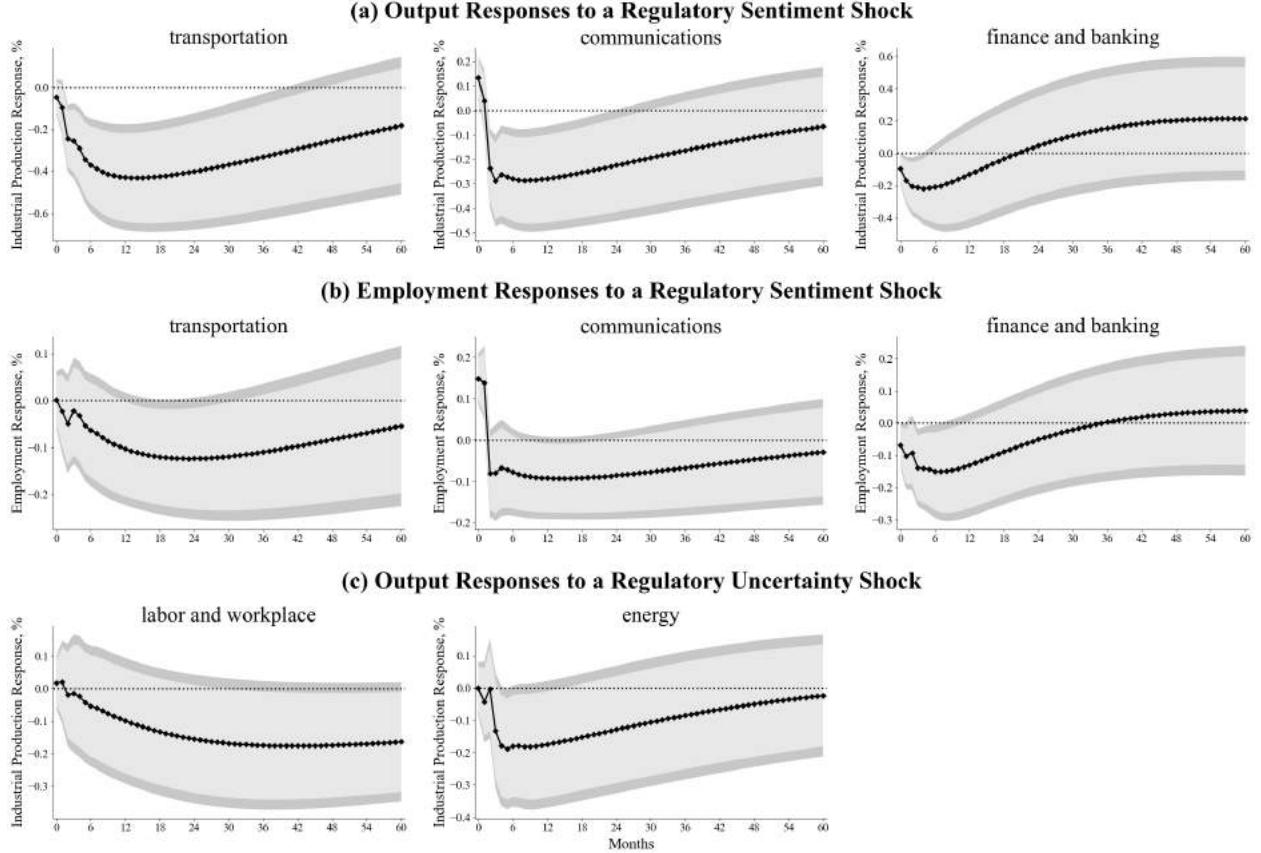 (a) Output Responses to a Regulatory Sentiment Shock
transportation
communications
finance and banking
Industrial Production Response, %
0.0
−0.2
−0.4
−0.6
0 6 12 18 24 30 36 42 48 54 60
Industrial Production Response, %
0.2
0.1
0.0
−0.1
−0.2
−0.3
−0.4
−0.5
0 6 12 18 24 30 36 42 48 54 60
Industrial Production Response, %
0.6
0.4
0.2
0.0
−0.2
−0.4
0 6 12 18 24 30 36 42 48 54 60
(b) Employment Responses to a Regulatory Sentiment Shock
transportation
communications
finance and banking
Employment Response, %
0.1
0.0
−0.1
−0.2
0 6 12 18 24 30 36 42 48 54 60
Employment Response, %
0.2
0.1
0.0
−0.1
−0.2
0 6 12 18 24 30 36 42 48 54 60
Employment Response, %
0.2
0.1
0.0
−0.1
−0.2
−0.3
0 6 12 18 24 30 36 42 48 54 60
(c) Output Responses to a Regulatory Uncertainty Shock
labor and workplace
energy
Industrial Production Response, %
0.1
0.0
−0.1
−0.2
−0.3
0 6 12 18 24 30 36 42 48 54 60
Industrial Production Response, %
0.1
0.0
−0.1
−0.2
−0.3
−0.4
0 6 12 18 24 30 36 42 48 54 60
Months